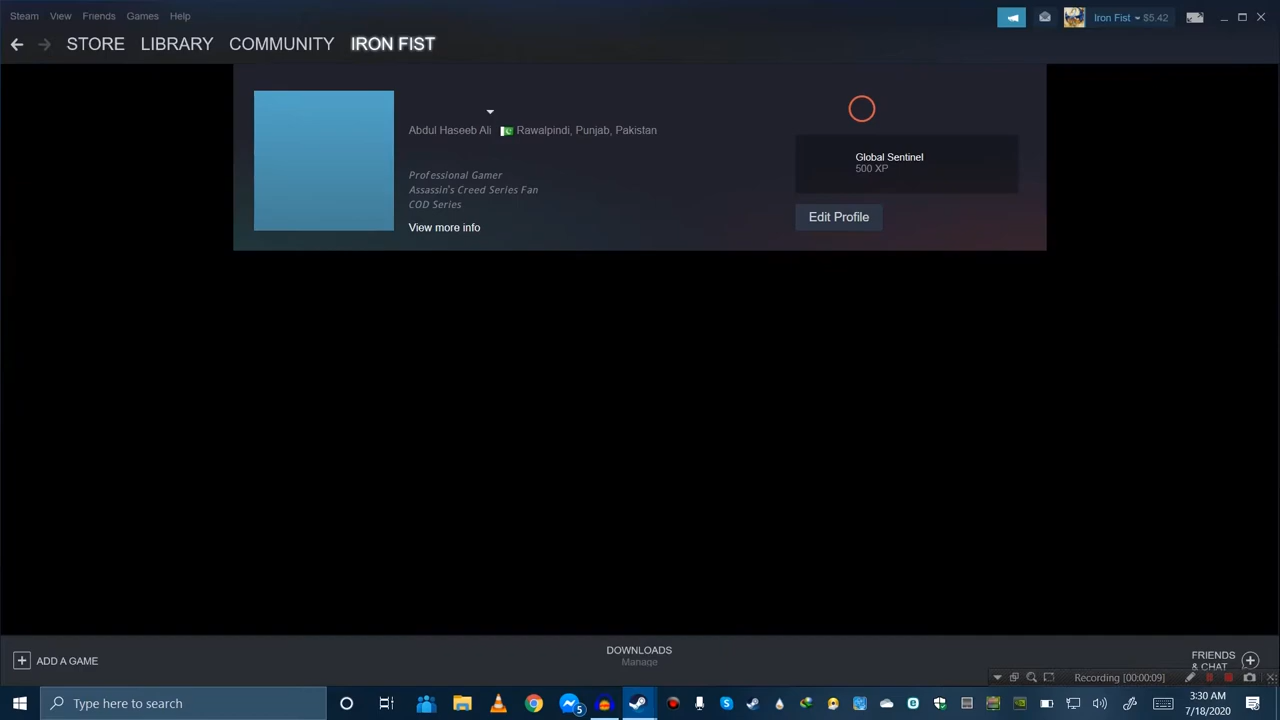 Steam View Friends Games Help
Iron Fist $5.42
STORE LIBRARY COMMUNITY IRON FIST
Abdul Haseeb Ali Rawalpindi, Punjab, Pakistan
Professional Gamer
Assassin's Creed Series Fan
COD Series
View more info
Global Sentinel
500 XP
Edit Profile
ADD A GAME
DOWNLOADS
Manage
FRIENDS
& CHAT
Recording [00:00:09]
Type here to search
5
3:30 AM
7/18/2020